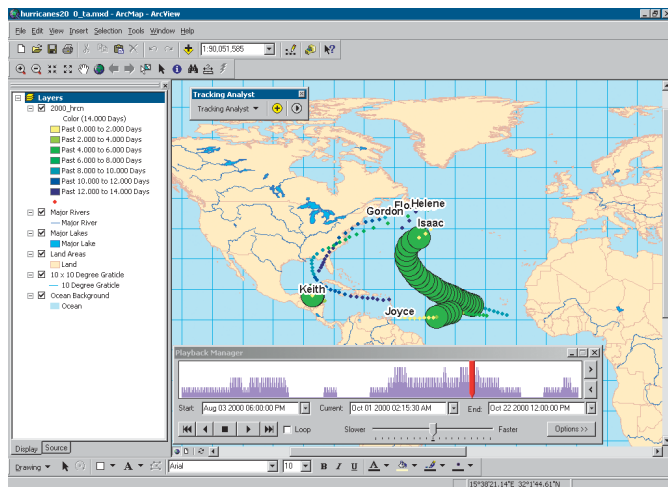 hurricanes20 0_ta.mxd - ArcMap - ArcView
File Edit View Insert Selection Tools Window Help
1:90,051,585
Layers
2000_hrcn
Color (14.000 Days)
Past 0.000 to 2.000 Days
Past 2.000 to 4.000 Days
Past 4.000 to 6.000 Days
Past 6.000 to 8.000 Days
Past 8.000 to 10.000 Days
Past 10.000 to 12.000 Days
Past 12.000 to 14.000 Days
Major Rivers
Major River
Major Lakes
Major Lake
Land Areas
Land
10 x 10 Degree Graticle
10 Degree Graticle
Ocean Background
Ocean
Display Source
Tracking Analyst
Tracking Analyst
Flo.
Helene
Gordon
Isaac
Keith
Joyce
Playback Manager
Start: Aug 03 2000 06:00:00 PM Current: Oct 01 2000 02:15:30 AM End: Oct 22 2000 12:00:00 PM
Loop Slower Faster Options >>
Drawing Arial 10 B I U A
15°38'21.14"E 32°1'44.61"N